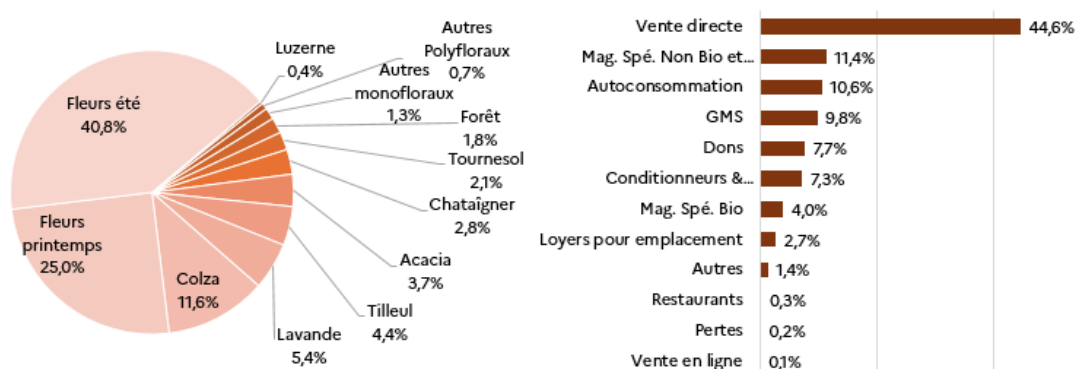 Luzerne
0,4%
Autres
Polyfloraux
0,7%
Autres
monofloraux
1,3%
Forêt
1,8%
Tournesol
2,1%
Chataîgner
2,8%
Acacia
3,7%
Tilleul
4,4%
Lavande
5,4%
Colza
11,6%
Fleurs
printemps
25,0%
Fleurs été
40,8%
Vente directe 44,6%
Mag. Spé. Non Bio et... 11,4%
Autoconsommation 10,6%
GMS 9,8%
Dons 7,7%
Conditionneurs &... 7,3%
Mag. Spé. Bio 4,0%
Loyers pour emplacement 2,7%
Autres 1,4%
Restaurants 0,3%
Pertes 0,2%
Vente en ligne 0,1%